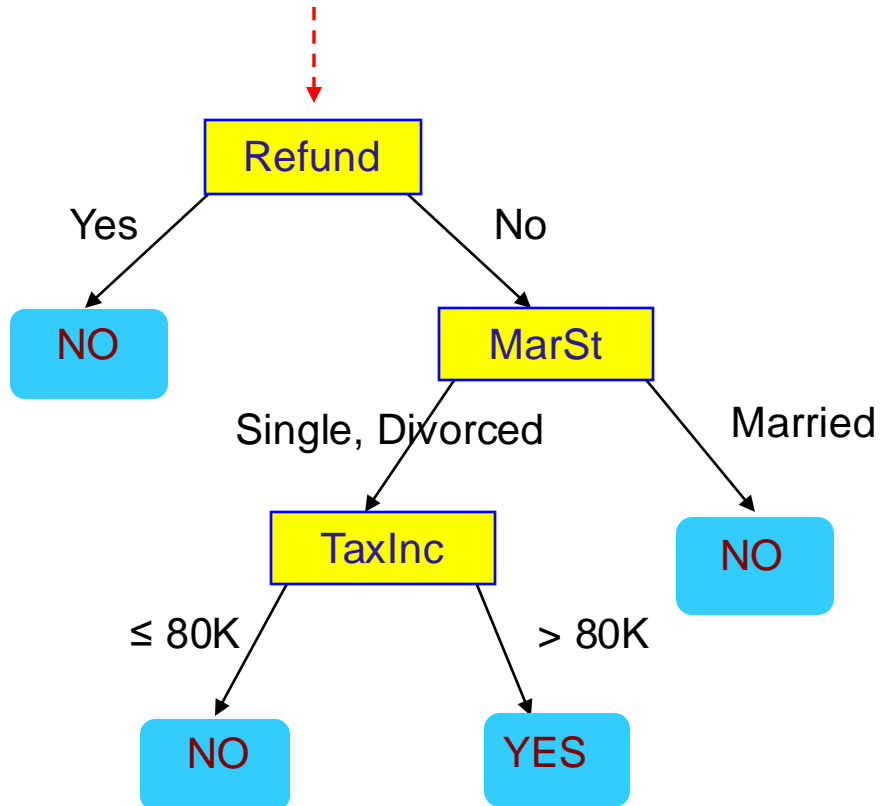 Refund
Yes
No
NO
MarSt
Single, Divorced
Married
TaxInc
NO
≤ 80K
> 80K
NO
YES